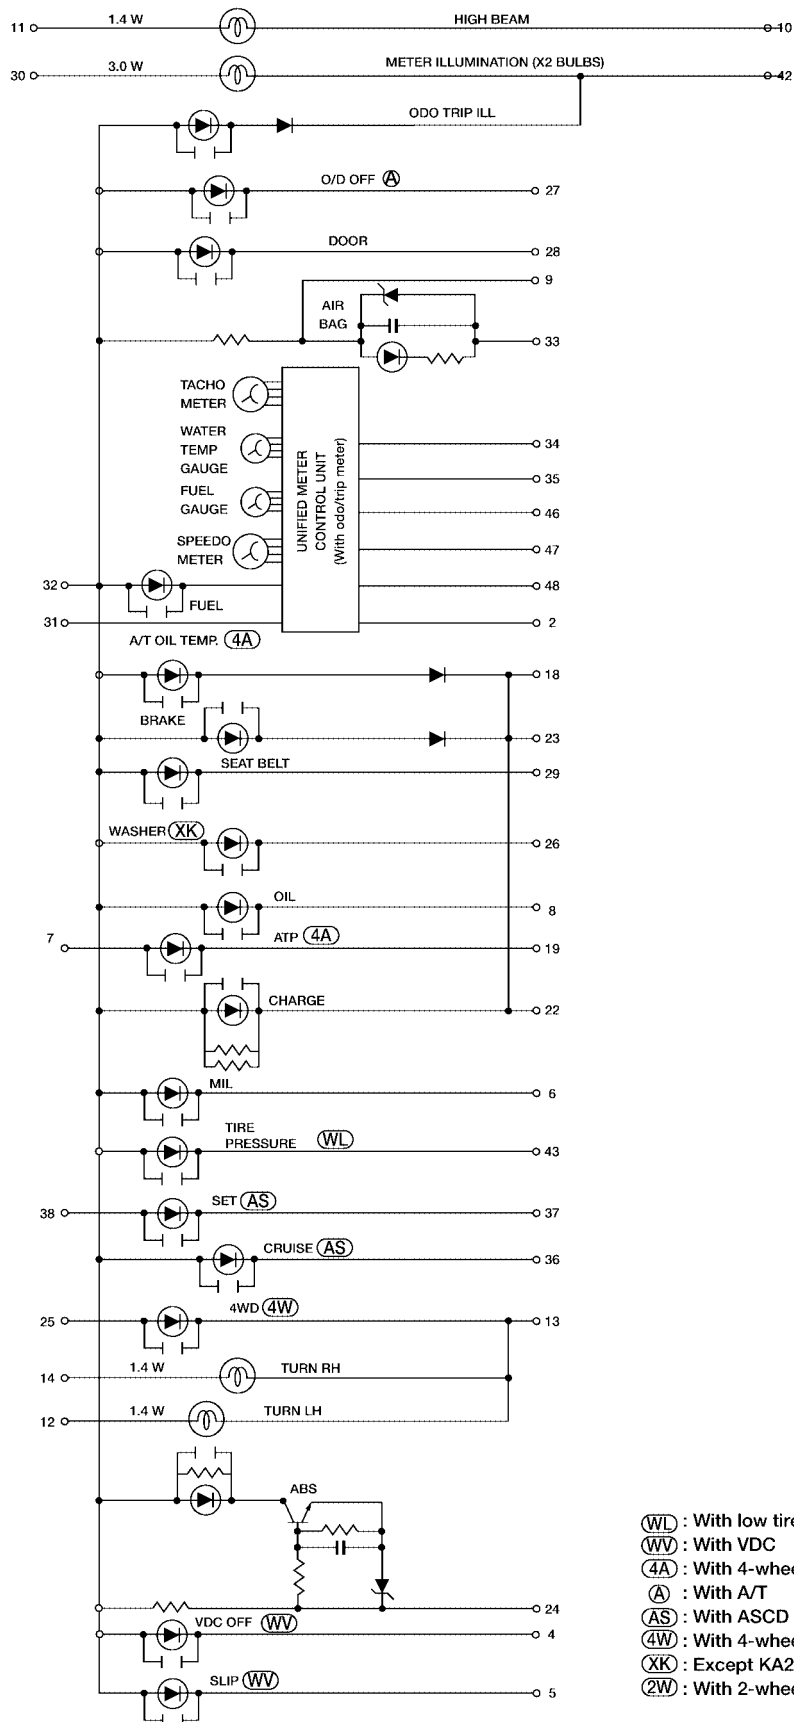 11 1.4 W HIGH BEAM 10
30 3.0 W METER ILLUMINATION (X2 BULBS) 42
ODO TRIP ILL
O/D OFF A 27
DOOR 28
9
AIR
BAG
33
TACHO
METER
WATER
TEMP
GAUGE
FUEL
GAUGE
SPEEDO
METER
UNIFIED METER
CONTROL UNIT
(With odo/trip meter)
34
35
46
47
32 FUEL 48
31 2
A/T OIL TEMP. 4A
18
BRAKE
23
SEAT BELT
29
WASHER XK
26
OIL
8
7 ATP 4A 19
CHARGE 22
MIL
6
TIRE
PRESSURE WL
43
38 SET AS 37
CRUISE AS
36
4WD 4W
25 13
14 1.4 W TURN RH
12 1.4 W TURN LH
ABS
24
VDC OFF WV
4
SLIP WV
5
WL : With low tire
WV : With VDC
4A : With 4-whee
A : With A/T
AS : With ASCD
4W : With 4-whee
XK : Except KA2
2W : With 2-whee